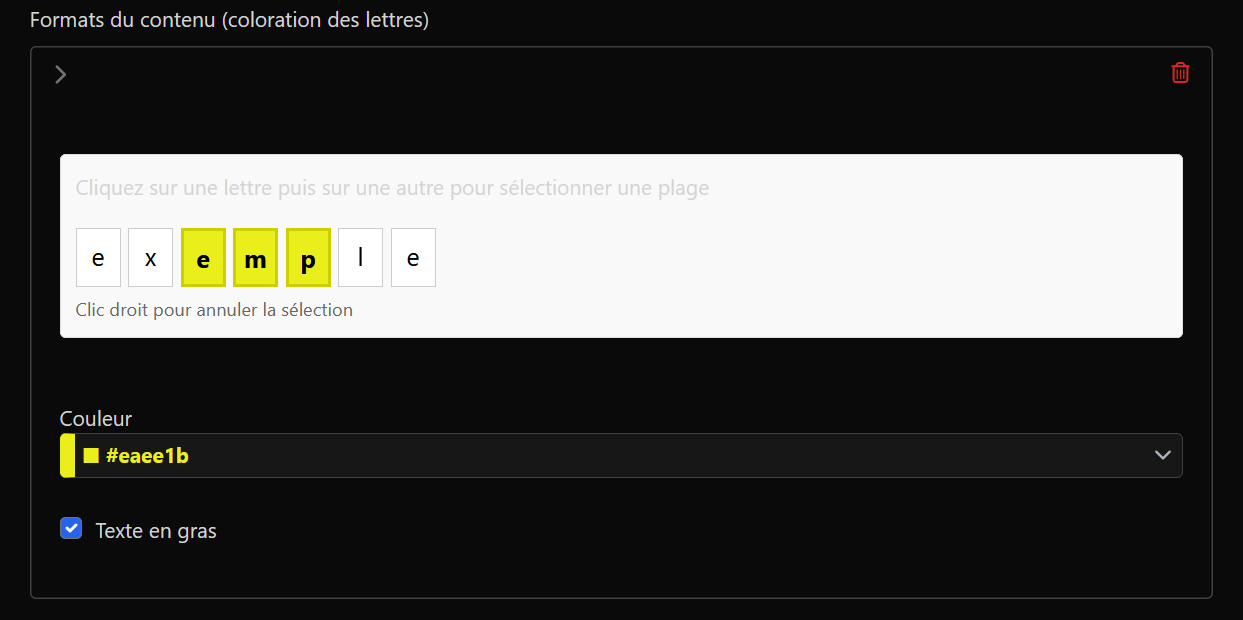 Formats du contenu (coloration des lettres)
Cliquez sur une lettre puis sur une autre pour sélectionner une plage
e x e m p l e
Clic droit pour annuler la sélection
Couleur
#eaee1b
Texte en gras